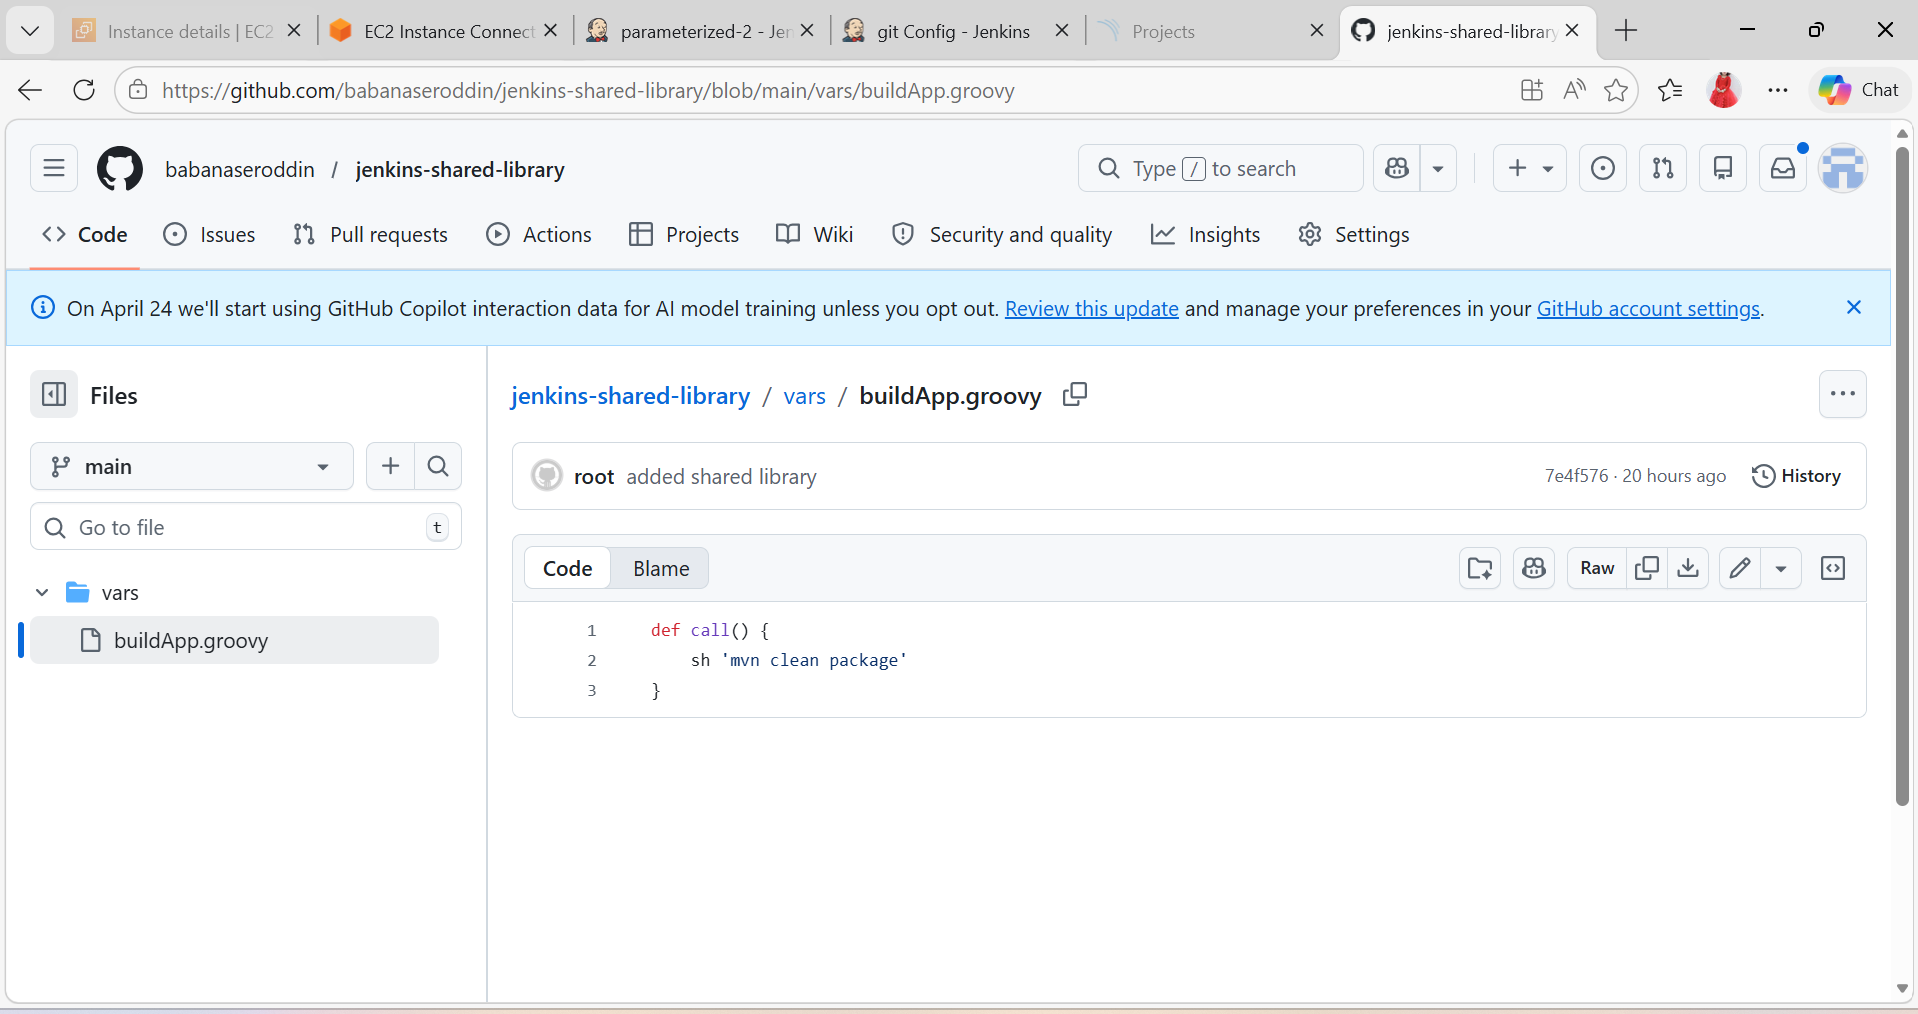 Instance details | EC2
EC2 Instance Connect
parameterized-2 - Jen
git Config - Jenkins
Projects
jenkins-shared-library
https://github.com/babanaseroddin/jenkins-shared-library/blob/main/vars/buildApp.groovy
Chat
babanaseroddin / jenkins-shared-library
Type / to search
Code
Issues
Pull requests
Actions
Projects
Wiki
Security and quality
Insights
Settings
On April 24 we'll start using GitHub Copilot interaction data for AI model training unless you opt out. Review this update and manage your preferences in your GitHub account settings.
Files
main
Go to file
t
vars
buildApp.groovy
jenkins-shared-library / vars / buildApp.groovy
root added shared library
7e4f576 · 20 hours ago
History
Code
Blame
Raw
1 def call() {
2 sh 'mvn clean package'
3 }